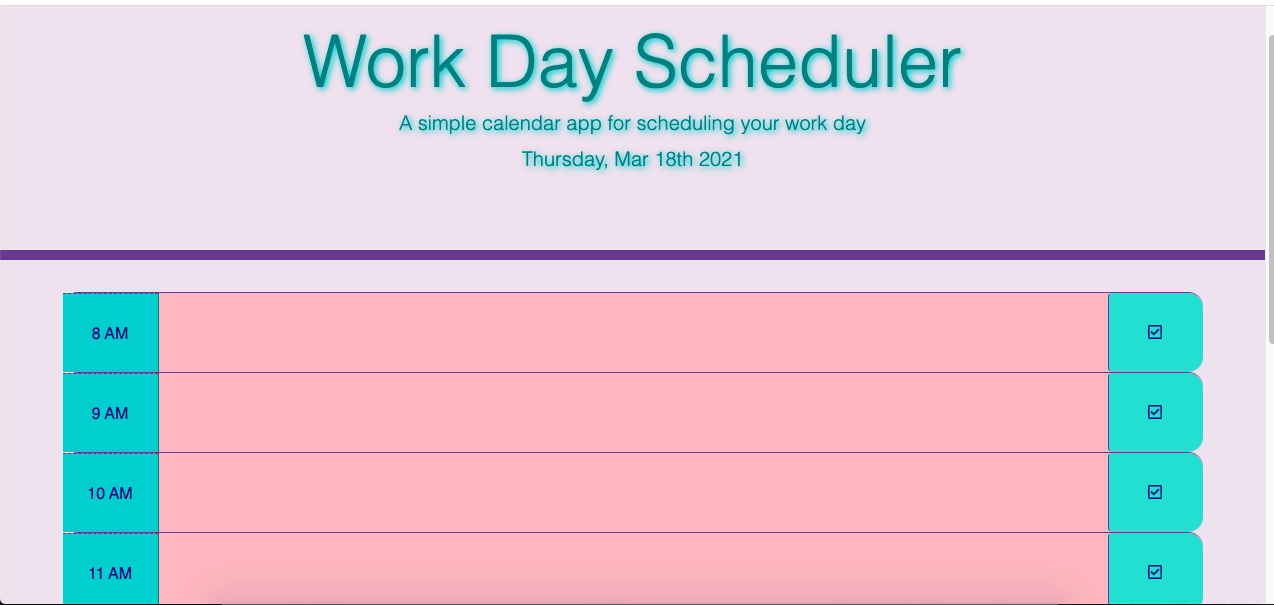 Work Day Scheduler
A simple calendar app for scheduling your work day
Thursday, Mar 18th 2021
8 AM
9 AM
10 AM
11 AM